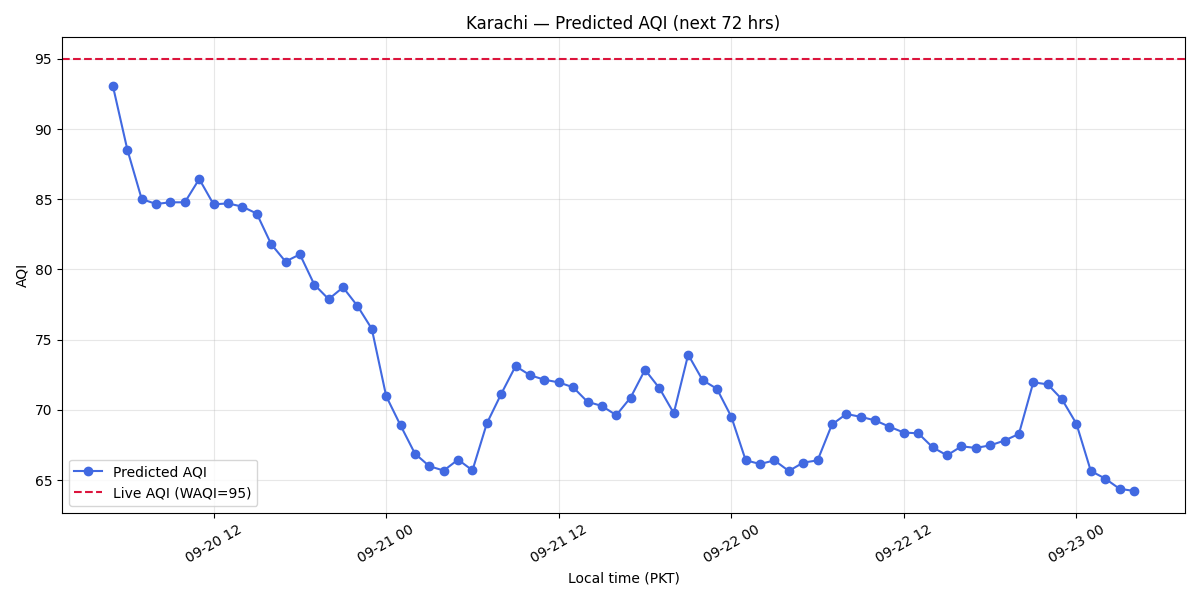 Karachi — Predicted AQI (next 72 hrs)
AQI
95
90
85
80
75
70
65
Predicted AQI
Live AQI (WAQI=95)
09-20 12
09-21 00
09-21 12
09-22 00
09-22 12
09-23 00
Local time (PKT)